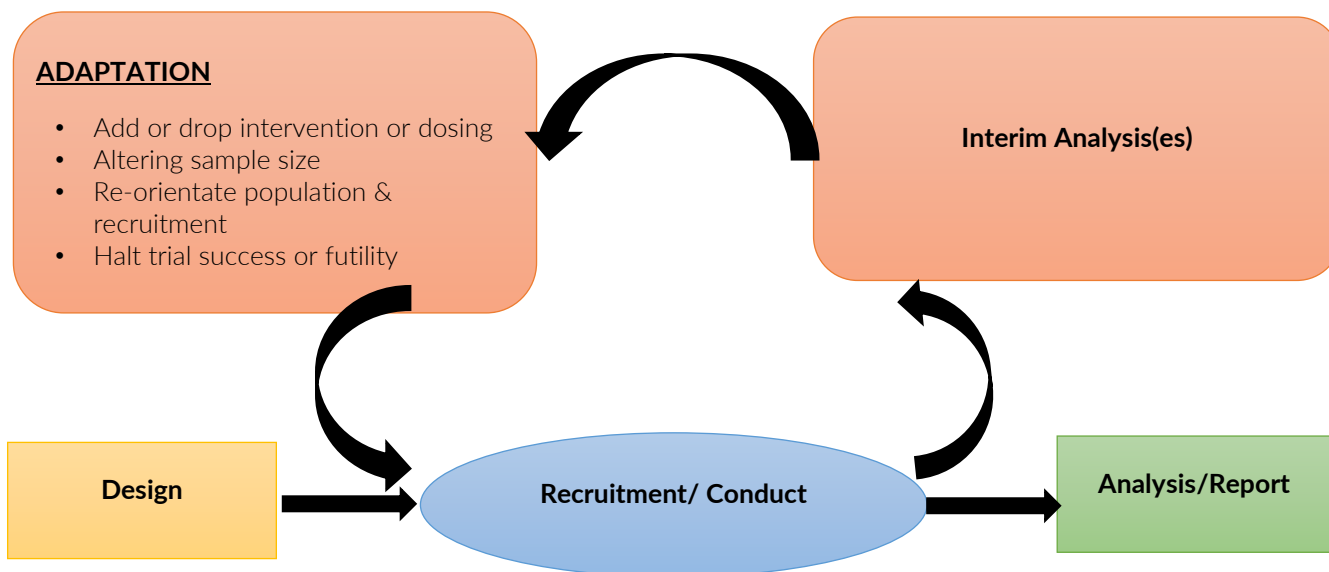 ADAPTATION
• Add or drop intervention or dosing
• Altering sample size
• Re-orientate population &
recruitment
• Halt trial success or futility
Interim Analysis(es)
Design
Recruitment/ Conduct
Analysis/Report